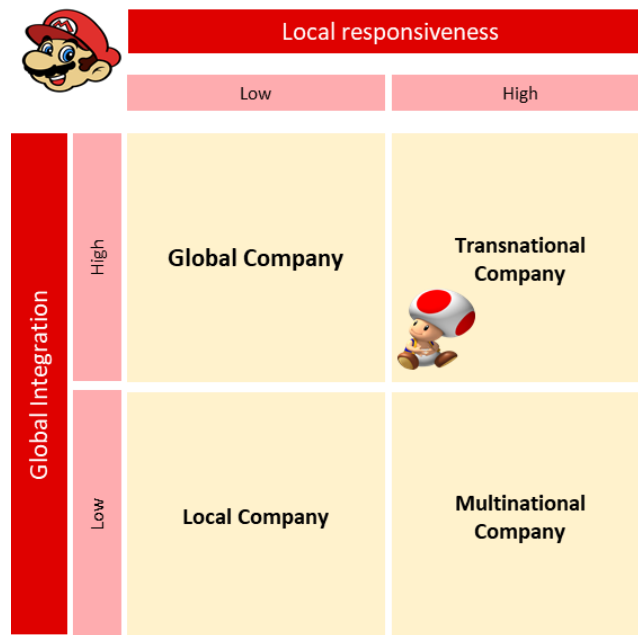 Local responsiveness
Low
High
Global Integration
High
Global Company
Transnational
Company
Low
Local Company
Multinational
Company